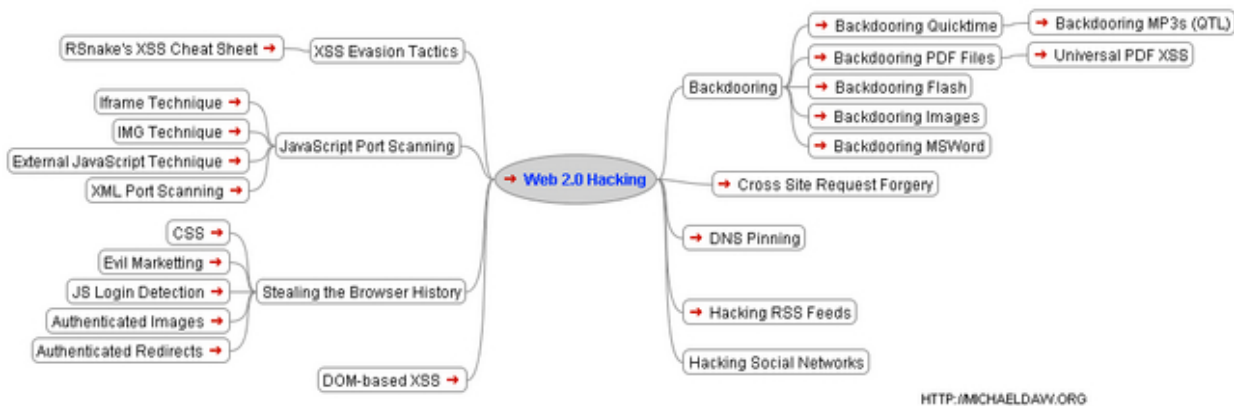 Web 2.0 Hacking
XSS Evasion Tactics
RSnake's XSS Cheat Sheet
JavaScript Port Scanning
Iframe Technique
IMG Technique
External JavaScript Technique
XML Port Scanning
Stealing the Browser History
CSS
Evil Marketting
JS Login Detection
Authenticated Images
Authenticated Redirects
DOM-based XSS
Backdooring
Backdooring Quicktime
Backdooring MP3s (QTL)
Backdooring PDF Files
Universal PDF XSS
Backdooring Flash
Backdooring Images
Backdooring MSWord
Cross Site Request Forgery
DNS Pinning
Hacking RSS Feeds
Hacking Social Networks
HTTP://MICHAELDAW.ORG